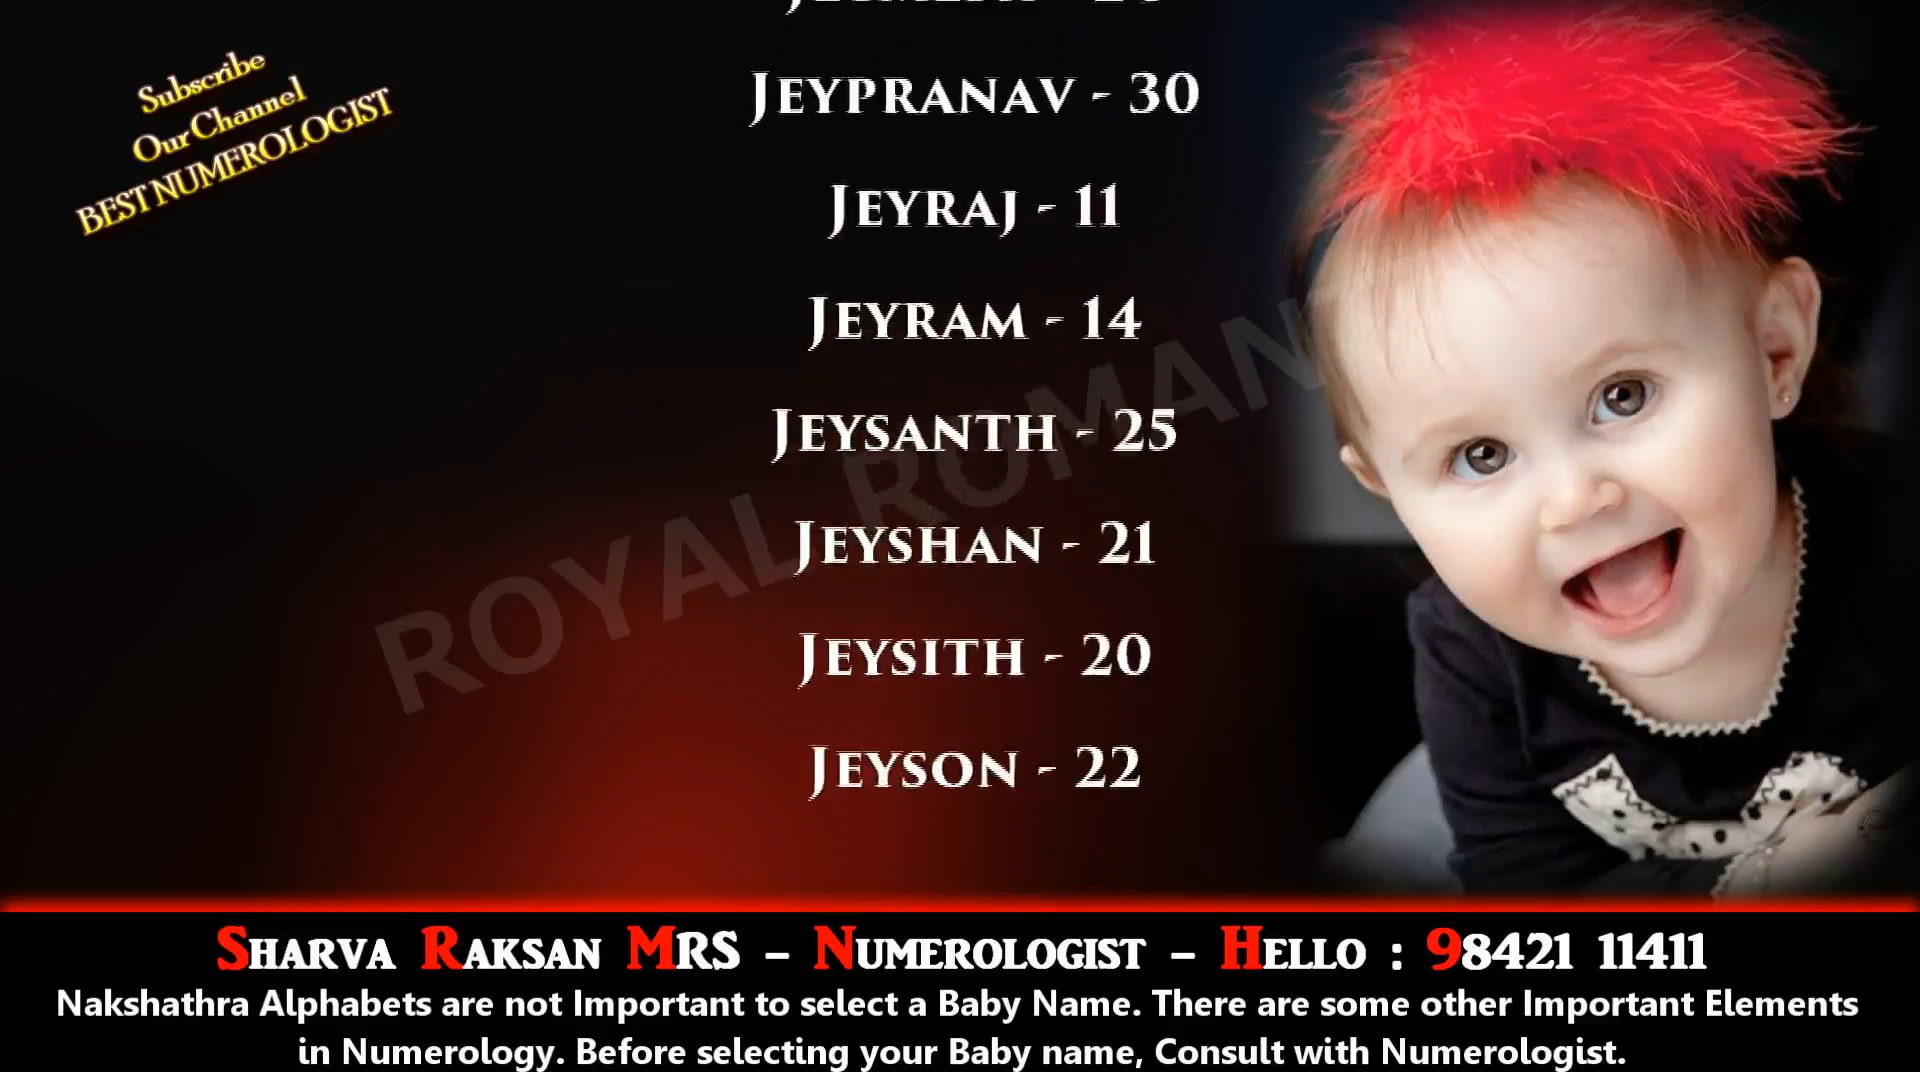 Subscribe
Our Channel
BEST NUMEROLOGIST
JEYPRANAV - 30
JEYRAJ - 11
JEYRAM - 14
JEYSANTH - 25
JEYSHAN - 21
JEYSITH - 20
JEYSON - 22
ROYAL ROMAN
SHARVA RAKSAN MRS – NUMEROLOGIST – HELLO : 98421 11411
Nakshathra Alphabets are not Important to select a Baby Name. There are some other Important Elements
in Numerology. Before selecting your Baby name, Consult with Numerologist.